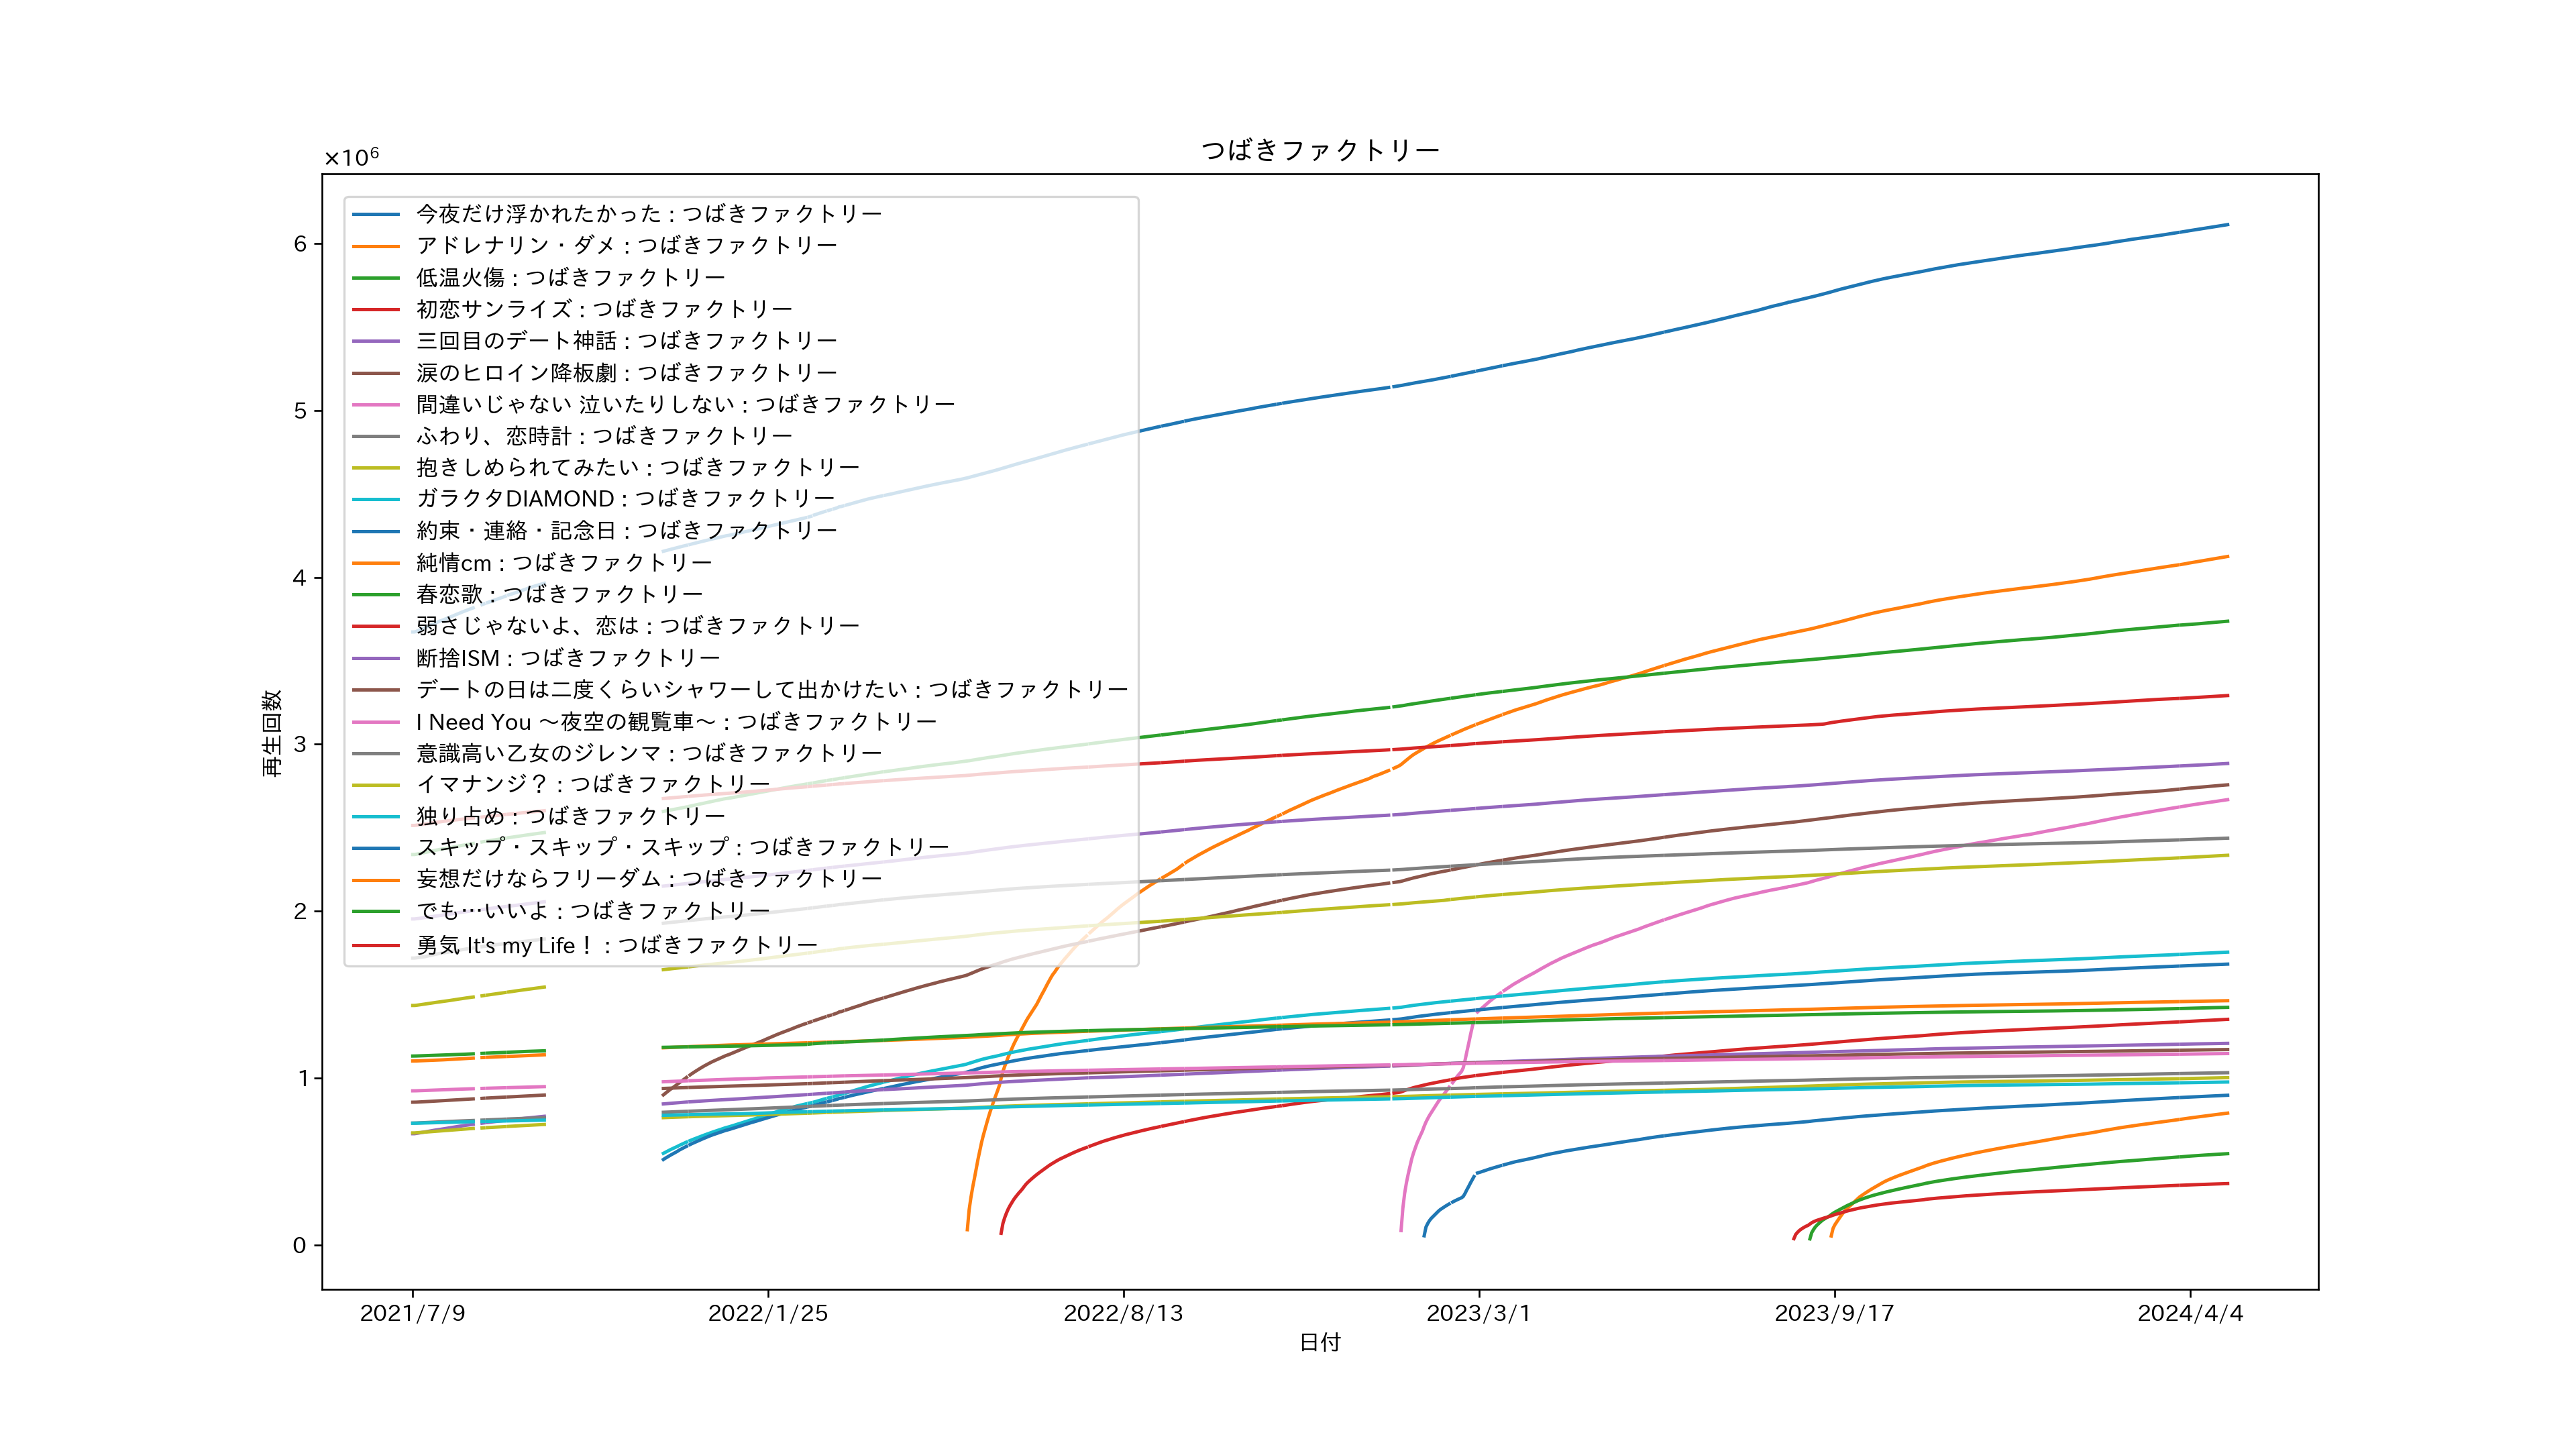 つばきファクトリー
×10⁶
今夜だけ浮かれたかった : つばきファクトリー
アドレナリン・ダメ : つばきファクトリー
低温火傷 : つばきファクトリー
初恋サンライズ : つばきファクトリー
三回目のデート神話 : つばきファクトリー
涙のヒロイン降板劇 : つばきファクトリー
間違いじゃない 泣いたりしない : つばきファクトリー
ふわり、恋時計 : つばきファクトリー
抱きしめられてみたい : つばきファクトリー
ガラクタDIAMOND : つばきファクトリー
約束・連絡・記念日 : つばきファクトリー
純情cm : つばきファクトリー
春恋歌 : つばきファクトリー
弱さじゃないよ、恋は : つばきファクトリー
断捨ISM : つばきファクトリー
デートの日は二度くらいシャワーして出かけたい : つばきファクトリー
I Need You ～夜空の観覧車～ : つばきファクトリー
意識高い乙女のジレンマ : つばきファクトリー
イマナンジ？ : つばきファクトリー
独り占め : つばきファクトリー
スキップ・スキップ・スキップ : つばきファクトリー
妄想だけならフリーダム : つばきファクトリー
でも…いいよ : つばきファクトリー
勇気 It's my Life！ : つばきファクトリー
6
5
4
3
2
1
0
再生回数
2021/7/9 2022/1/25 2022/8/13 2023/3/1 2023/9/17 2024/4/4
日付